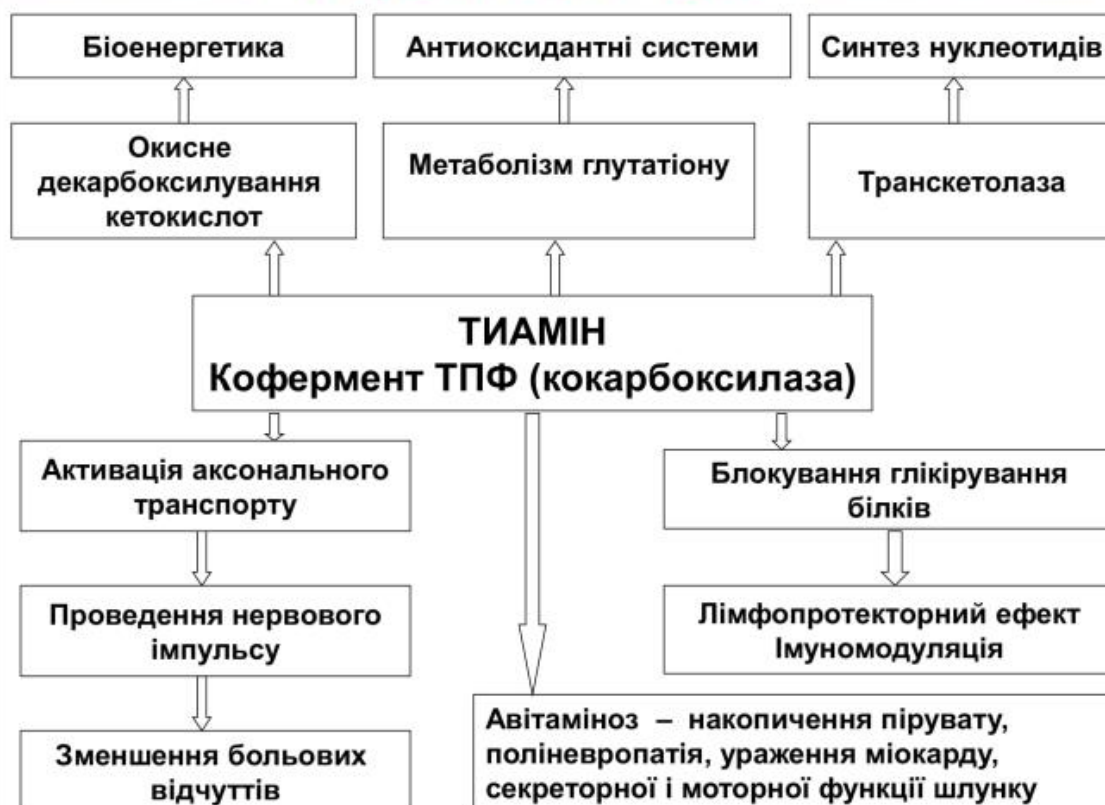 Біоенергетика
Антиоксидантні системи
Синтез нуклеотидів
Окисне
декарбоксилування
кетокислот
Метаболізм глутатіону
Транскетолаза
ТИАМІН
Кофермент ТПФ (кокарбоксилаза)
Активація аксонального
транспорту
Блокування глікірування
білків
Проведення нервового
імпульсу
Лімфопротекторний ефект
Імуномодуляція
Зменшення больових
відчуттів
Авітаміноз – накопичення пірувату,
поліневропатія, ураження міокарду,
секреторної і моторної функції шлунку